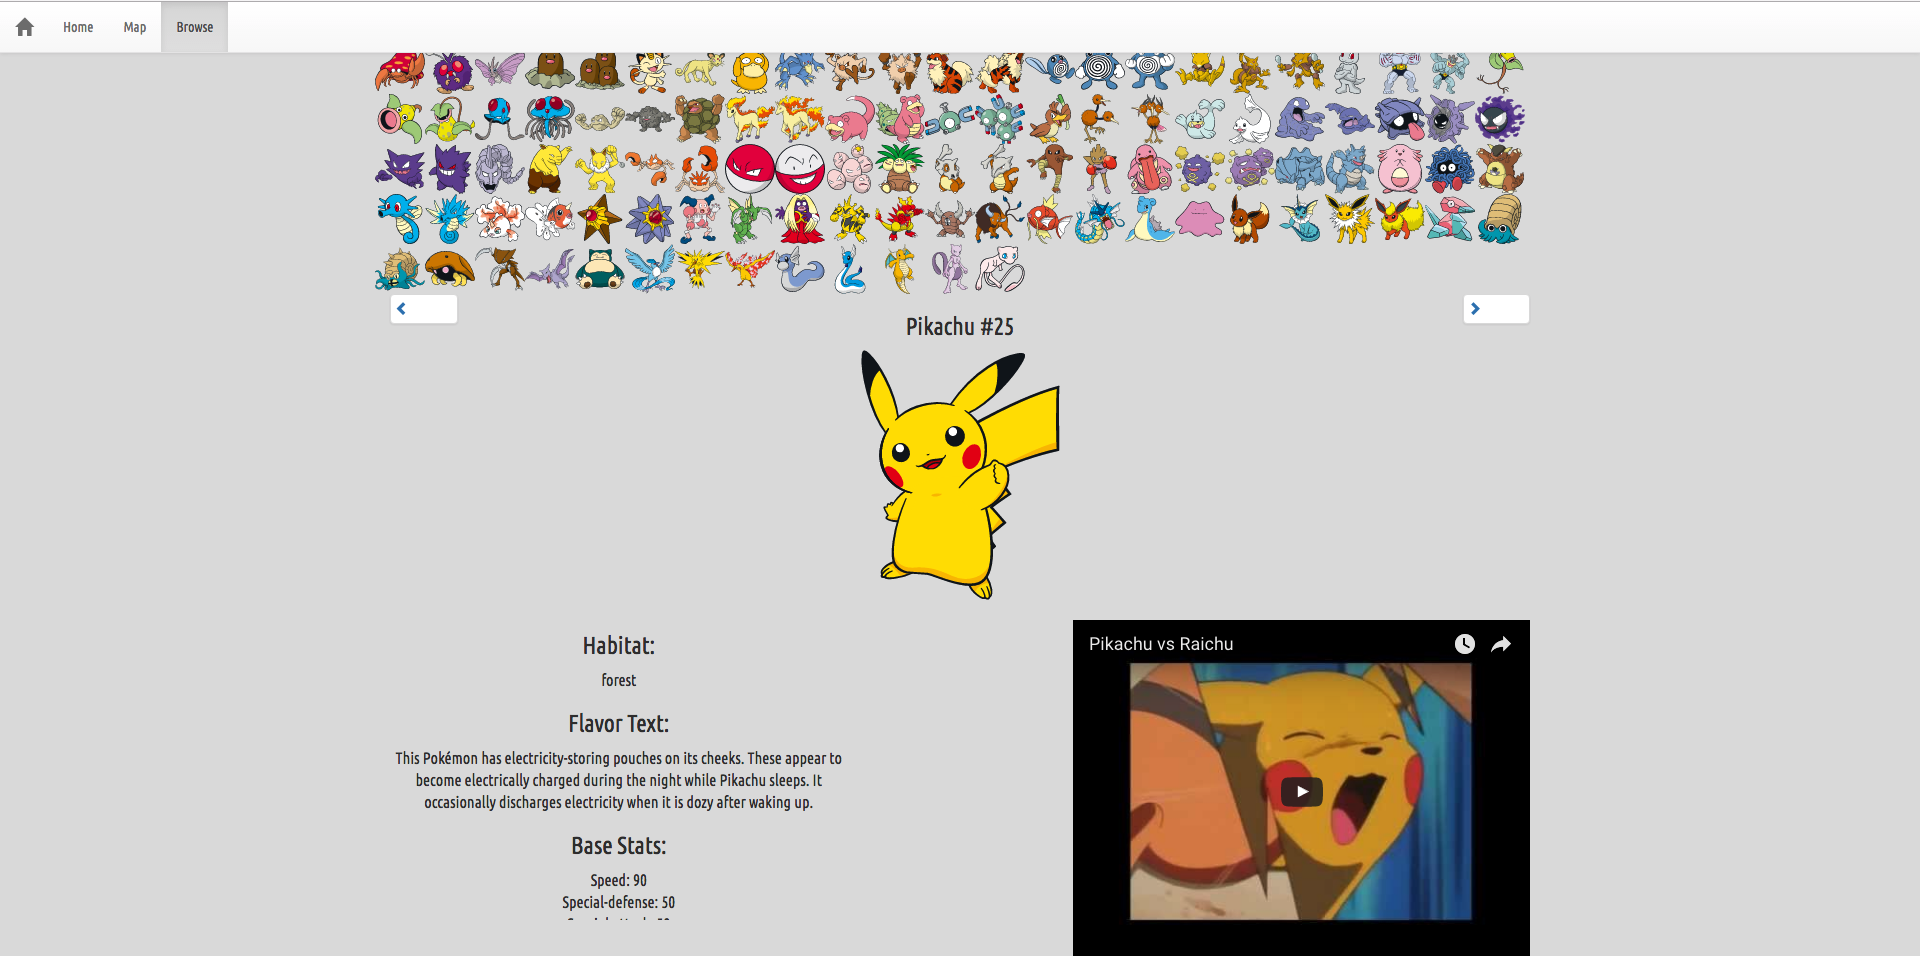 Home Map Browse
Pikachu #25
Habitat:
forest
Flavor Text:
This Pokémon has electricity-storing pouches on its cheeks. These appear to
become electrically charged during the night while Pikachu sleeps. It
occasionally discharges electricity when it is dozy after waking up.
Base Stats:
Speed: 90
Special-defense: 50
Pikachu vs Raichu